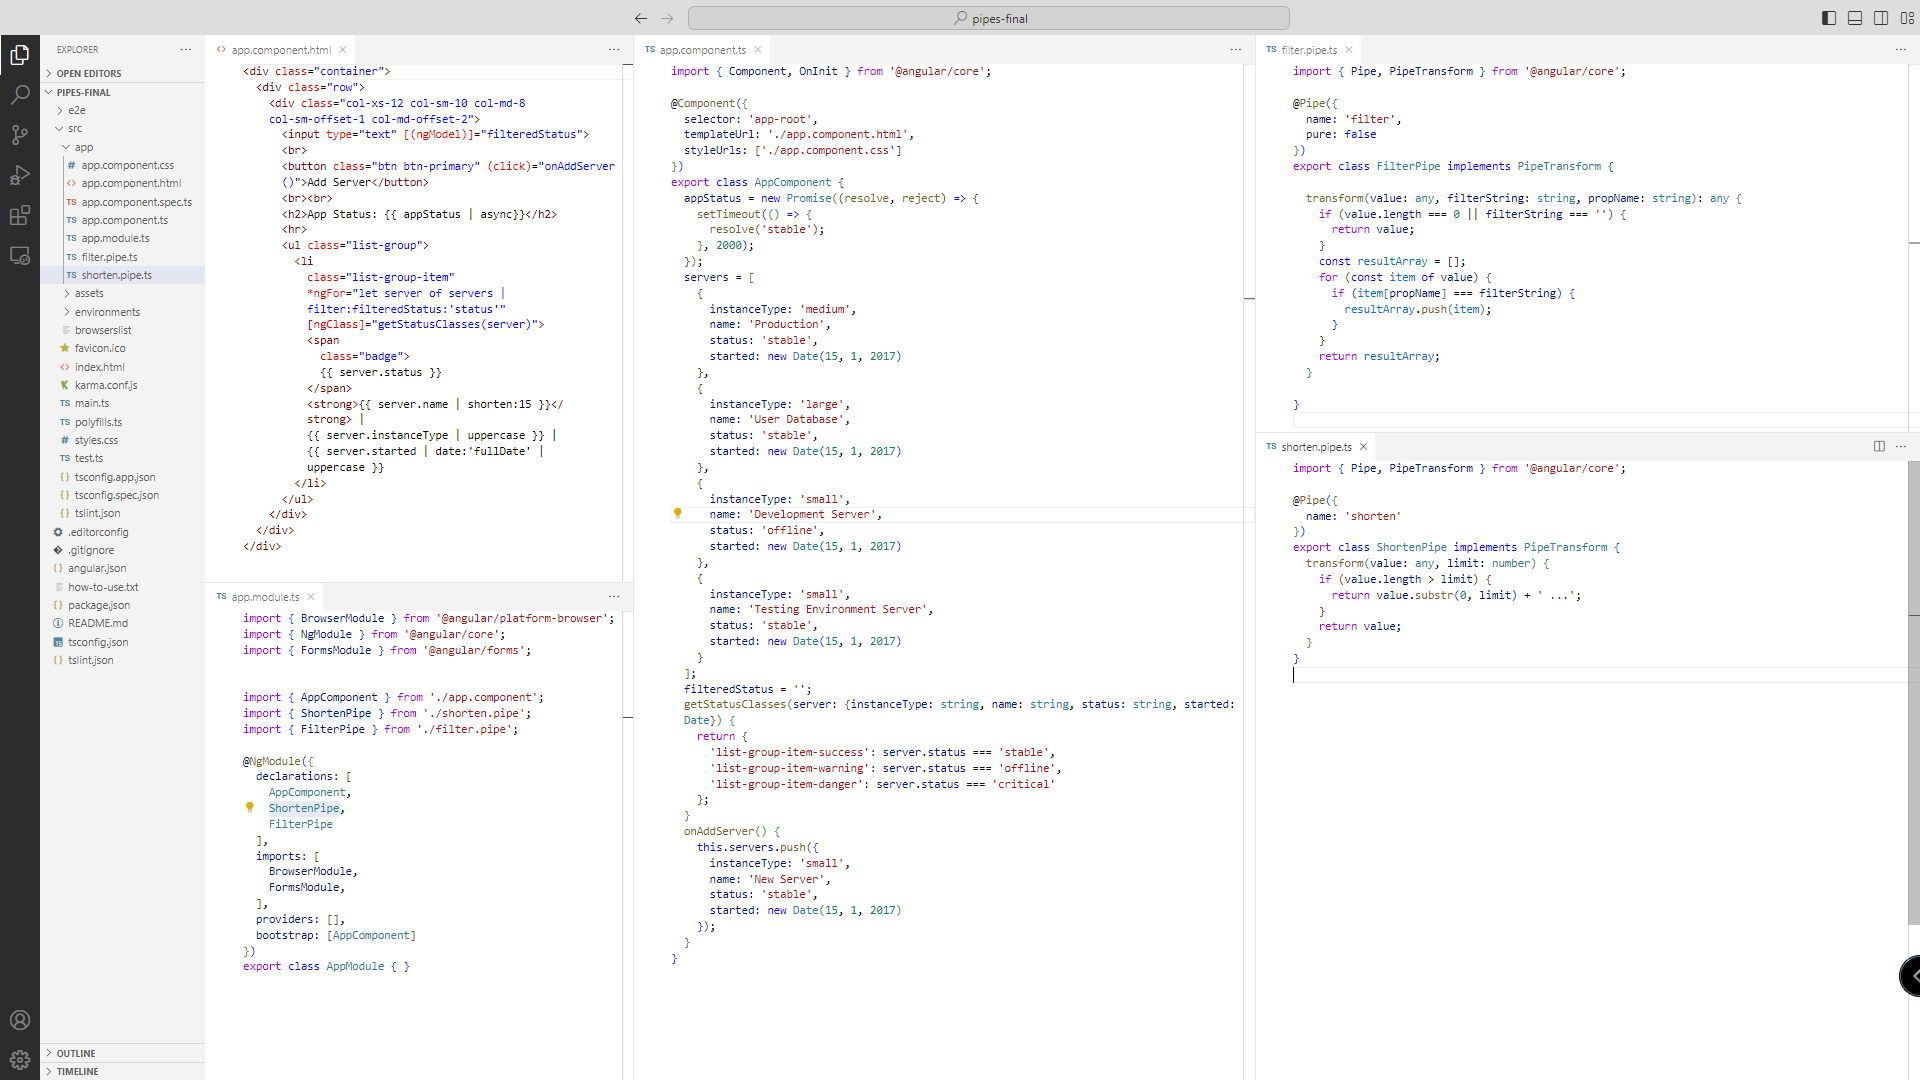 pipes-final
EXPLORER
OPEN EDITORS
PIPES-FINAL
e2e
src
app
app.component.css
app.component.html
app.component.spec.ts
app.component.ts
app.module.ts
filter.pipe.ts
shorten.pipe.ts
assets
environments
browserslist
favicon.ico
index.html
karma.conf.js
main.ts
polyfills.ts
styles.css
test.ts
tsconfig.app.json
tsconfig.spec.json
tslint.json
.editorconfig
.gitignore
angular.json
how-to-use.txt
package.json
README.md
tsconfig.json
tslint.json
OUTLINE
TIMELINE
app.component.html
<div class="container">
<div class="row">
<div class="col-xs-12 col-sm-10 col-md-8
col-sm-offset-1 col-md-offset-2">
<input type="text" [(ngModel)]="filteredStatus">
<br>
<button class="btn btn-primary" (click)="onAddServer
()">Add Server</button>
<br><br>
<h2>App Status: {{ appStatus | async}}</h2>
<hr>
<ul class="list-group">
<li
class="list-group-item"
*ngFor="let server of servers |
filter:filteredStatus:'status'"
[ngClass]="getStatusClasses(server)">
<span
class="badge">
{{ server.status }}
</span>
<strong>{{ server.name | shorten:15 }}</
strong> |
{{ server.instanceType | uppercase }} |
{{ server.started | date:'fullDate' |
uppercase }}
</li>
</ul>
</div>
</div>
</div>
TS app.module.ts
import { BrowserModule } from '@angular/platform-browser';
import { NgModule } from '@angular/core';
import { FormsModule } from '@angular/forms';
import { AppComponent } from './app.component';
import { ShortenPipe } from './shorten.pipe';
import { FilterPipe } from './filter.pipe';
@NgModule({
declarations: [
AppComponent,
ShortenPipe,
FilterPipe
],
imports: [
BrowserModule,
FormsModule,
],
providers: [],
bootstrap: [AppComponent]
})
export class AppModule { }
TS app.component.ts
import { Component, OnInit } from '@angular/core';
@Component({
selector: 'app-root',
templateUrl: './app.component.html',
styleUrls: ['./app.component.css']
})
export class AppComponent {
appStatus = new Promise((resolve, reject) => {
setTimeout(() => {
resolve('stable');
}, 2000);
});
servers = [
{
instanceType: 'medium',
name: 'Production',
status: 'stable',
started: new Date(15, 1, 2017)
},
{
instanceType: 'large',
name: 'User Database',
status: 'stable',
started: new Date(15, 1, 2017)
},
{
instanceType: 'small',
name: 'Development Server',
status: 'offline',
started: new Date(15, 1, 2017)
},
{
instanceType: 'small',
name: 'Testing Environment Server',
status: 'stable',
started: new Date(15, 1, 2017)
}
];
filteredStatus = '';
getStatusClasses(server: {instanceType: string, name: string, status: string, started:
Date}) {
return {
'list-group-item-success': server.status === 'stable',
'list-group-item-warning': server.status === 'offline',
'list-group-item-danger': server.status === 'critical'
};
}
onAddServer() {
this.servers.push({
instanceType: 'small',
name: 'New Server',
status: 'stable',
started: new Date(15, 1, 2017)
});
}
}
TS filter.pipe.ts
import { Pipe, PipeTransform } from '@angular/core';
@Pipe({
name: 'filter',
pure: false
})
export class FilterPipe implements PipeTransform {
transform(value: any, filterString: string, propName: string): any {
if (value.length === 0 || filterString === '') {
return value;
}
const resultArray = [];
for (const item of value) {
if (item[propName] === filterString) {
resultArray.push(item);
}
}
return resultArray;
}
}
TS shorten.pipe.ts
import { Pipe, PipeTransform } from '@angular/core';
@Pipe({
name: 'shorten'
})
export class ShortenPipe implements PipeTransform {
transform(value: any, limit: number) {
if (value.length > limit) {
return value.substr(0, limit) + ' ...';
}
return value;
}
}